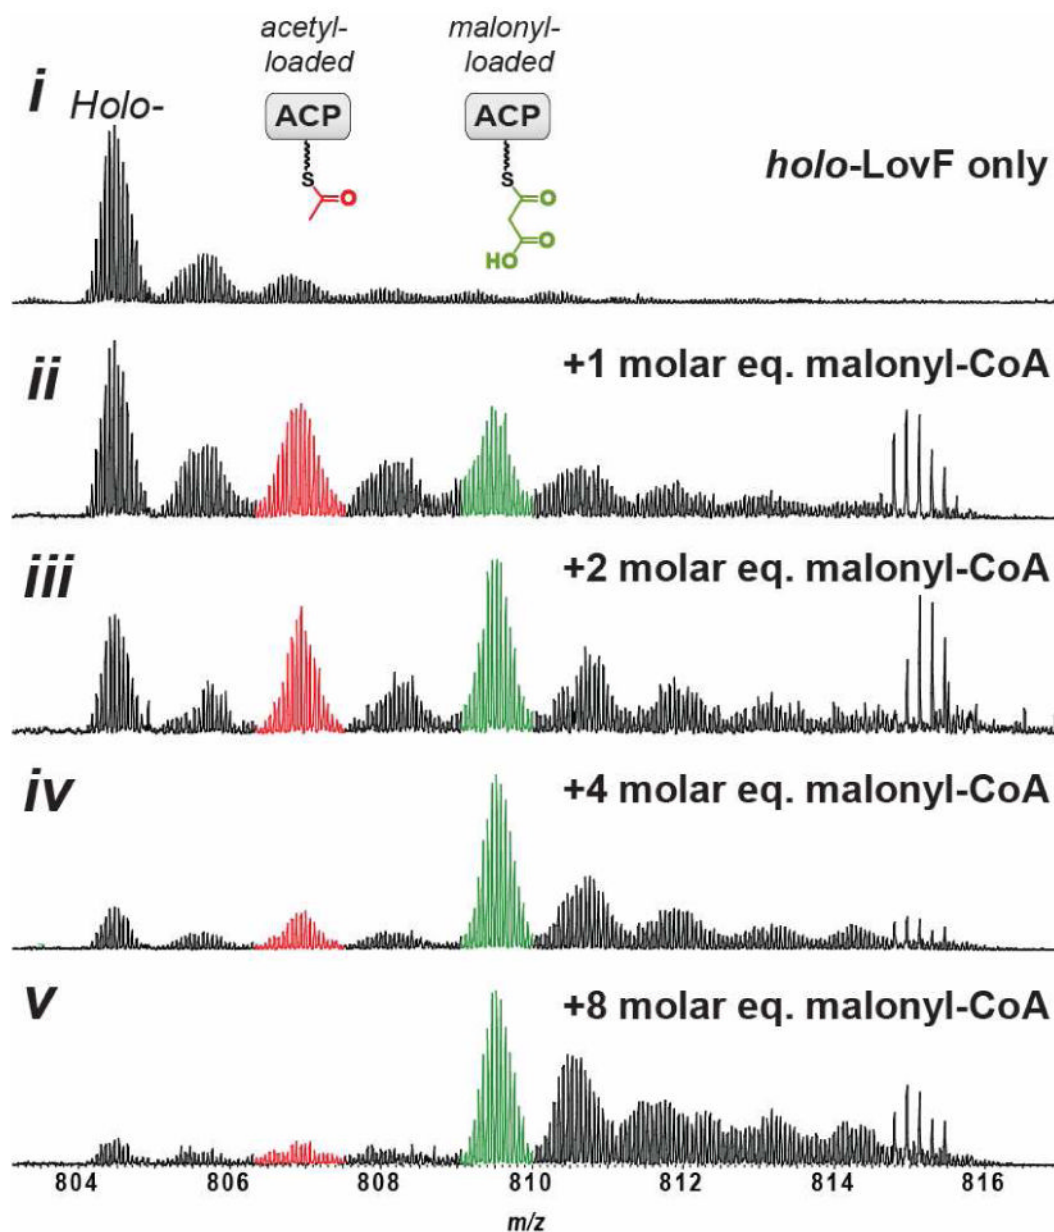 acetyl-
loaded
malonyl-
loaded
i
Holo-
ACP
ACP
holo-LovF only
S
O
S
O
O
HO
ii
+1 molar eq. malonyl-CoA
iii
+2 molar eq. malonyl-CoA
iv
+4 molar eq. malonyl-CoA
v
+8 molar eq. malonyl-CoA
804 806 808 810 812 814 816
m/z